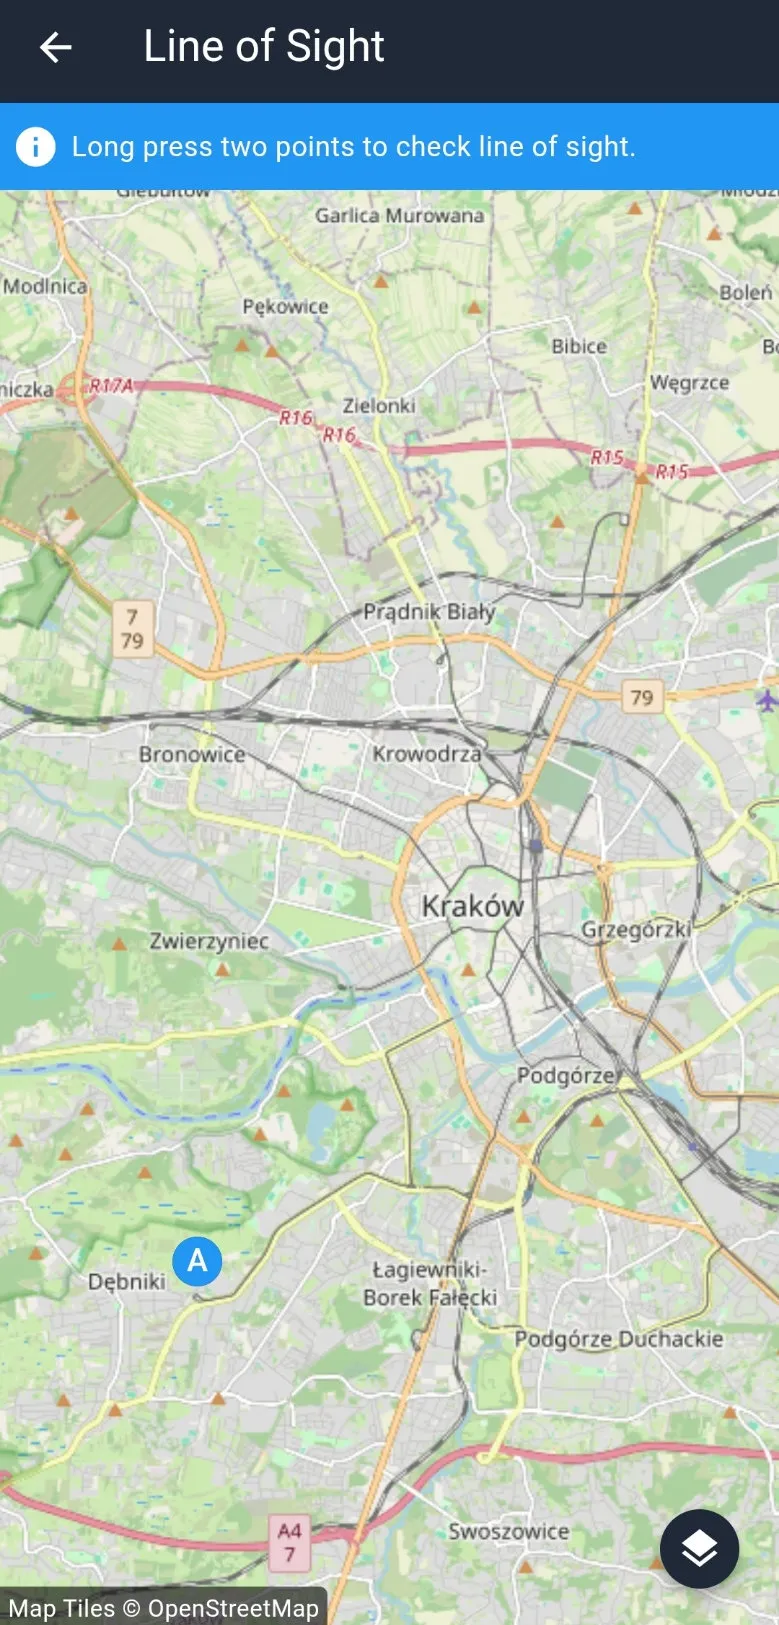 Line of Sight
Long press two points to check line of sight.
Garlica Murowana
Modlnica
Pękowice
Boleń
Bibice
Węgrzce
R17A
Zielonki
R16
R16
R15
R15
7
79
Prądnik Biały
79
Bronowice
Krowodrza
Kraków
Grzegórzki
Zwierzyniec
Podgórze
A
Dębniki
Łagiewniki-
Borek Fałęcki
Podgórze Duchackie
A4
7
Swoszowice
Map Tiles © OpenStreetMap